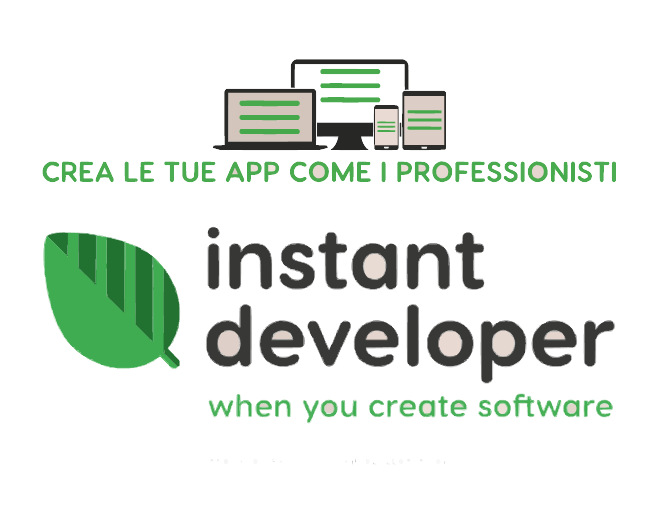 CREA LE TUE APP COME I PROFESSIONISTI
instant
developer
when you create software